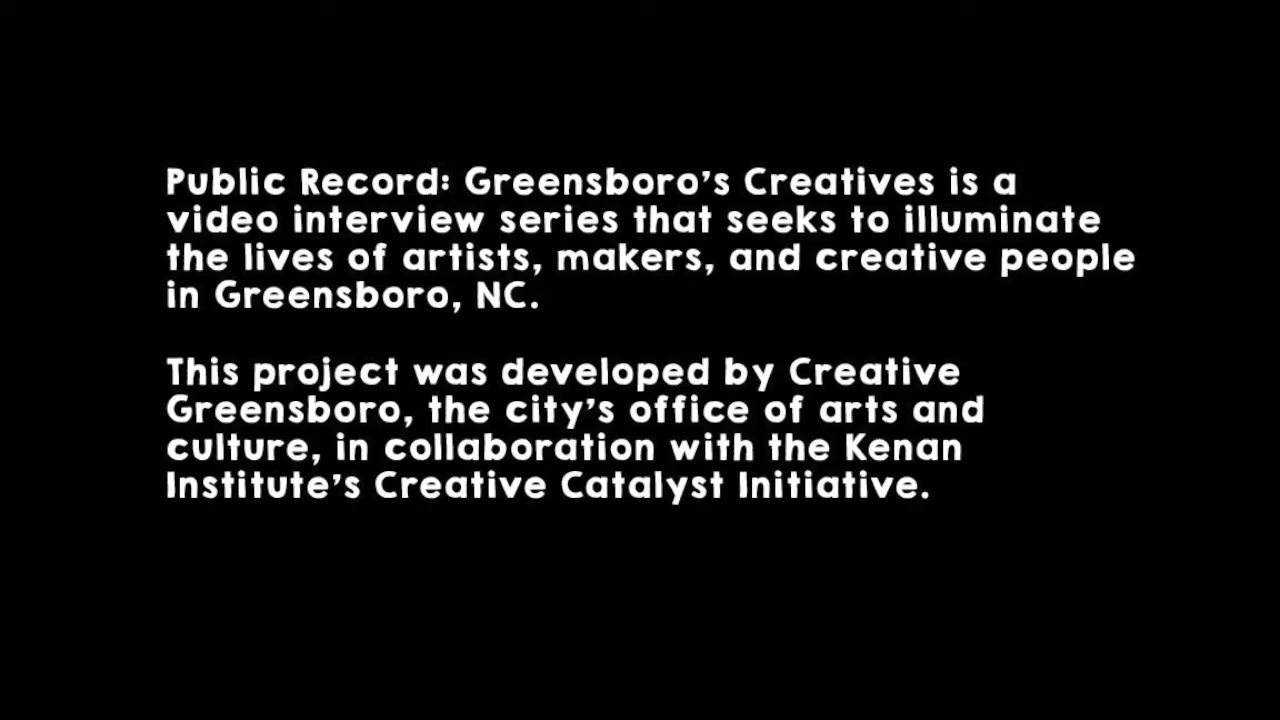 Public Record: Greensboro's Creatives is a
video interview series that seeks to illuminate
the lives of artists, makers, and creative people
in Greensboro, NC.
This project was developed by Creative
Greensboro, the city's office of arts and
culture, in collaboration with the Kenan
Institute's Creative Catalyst Initiative.